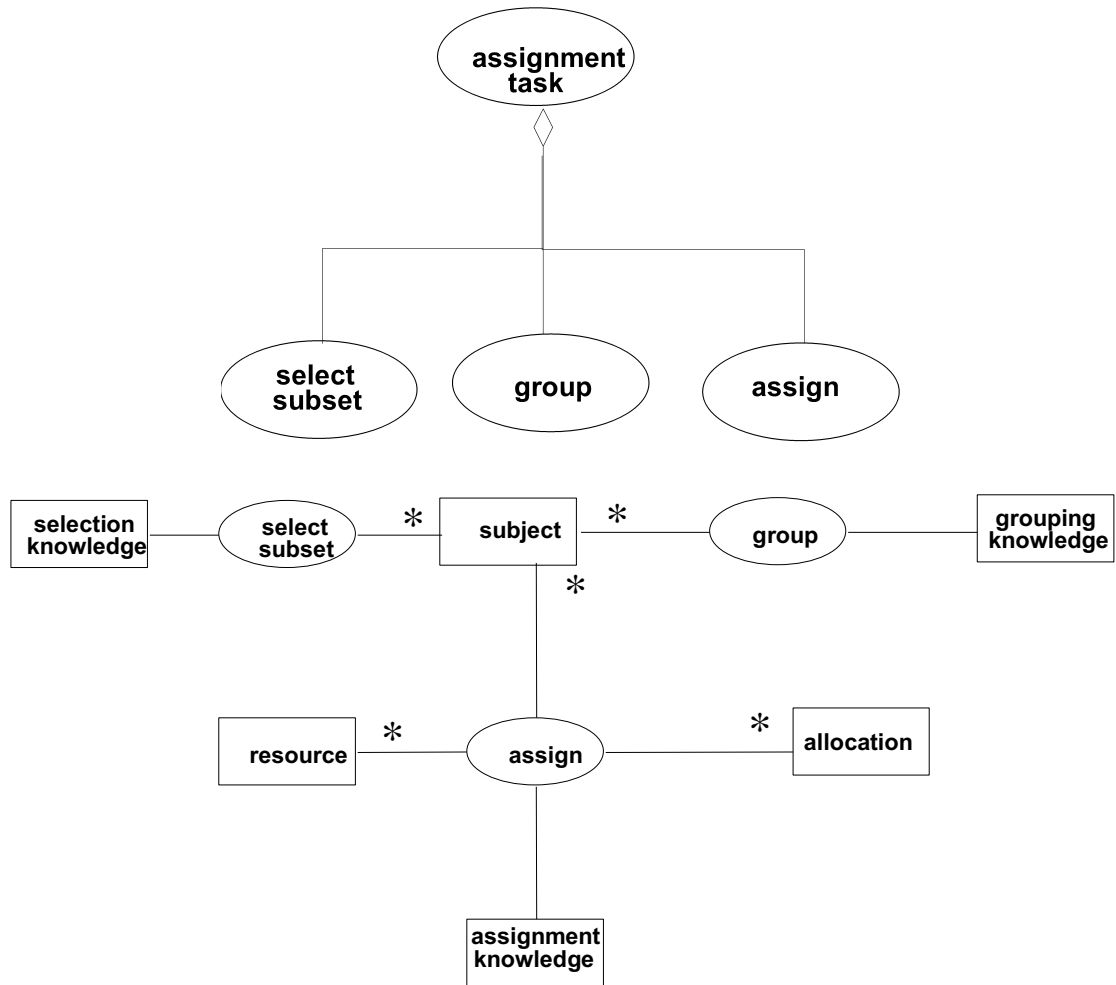 assignment
task
select
subset
group
assign
selection
knowledge
select
subset
*
subject
*
group
grouping
knowledge
*
resource
*
assign
*
allocation
assignment
knowledge